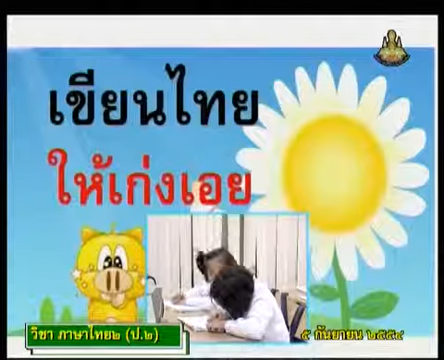 เขียนไทย
ให้เก่งเอย
วิชา ภาษาไทย๒ (ป.๒)
๕ กันยายน ๒๕๕๔